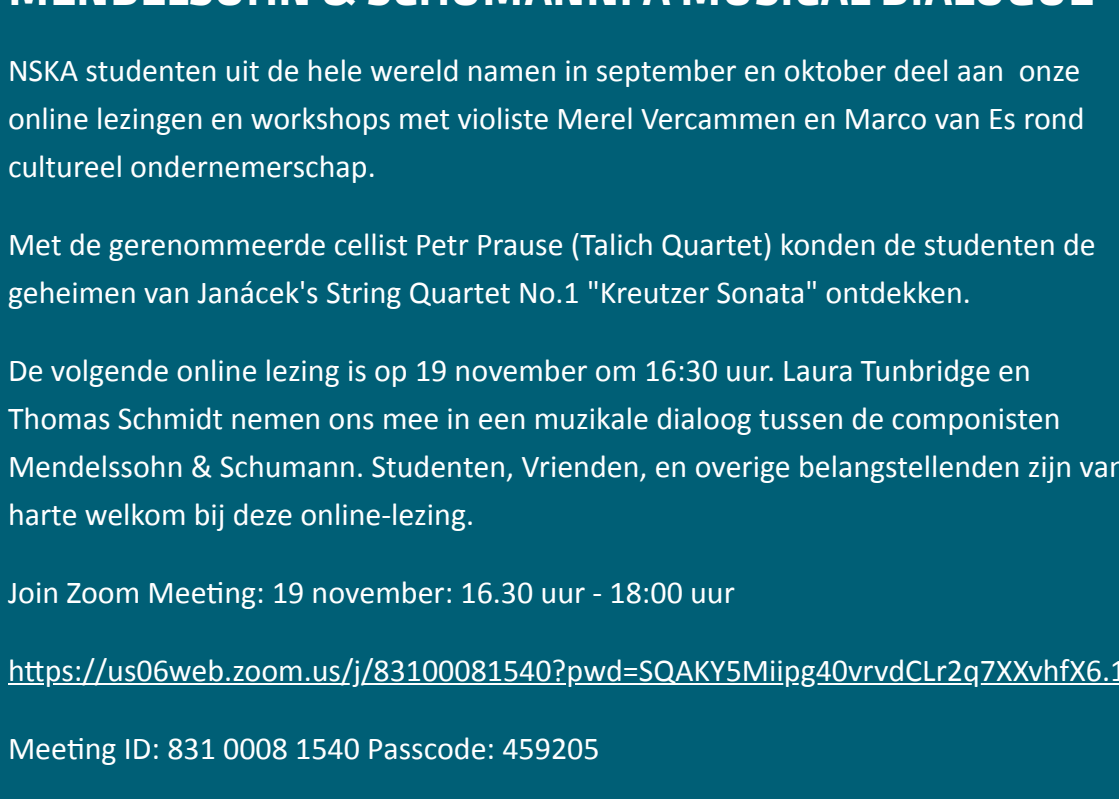 MENDELSOHN & SCHUMANN: A MUSICAL DIALOGUE
NSKA studenten uit de hele wereld namen in september en oktober deel aan  onze
online lezingen en workshops met violiste Merel Vercammen en Marco van Es rond
cultureel ondernemerschap.
Met de gerenommeerde cellist Petr Prause (Talich Quartet) konden de studenten de
geheimen van Janácek's String Quartet No.1 "Kreutzer Sonata" ontdekken.
De volgende online lezing is op 19 november om 16:30 uur. Laura Tunbridge en
Thomas Schmidt nemen ons mee in een muzikale dialoog tussen de componisten
Mendelssohn & Schumann. Studenten, Vrienden, en overige belangstellenden zijn van
harte welkom bij deze online-lezing.
Join Zoom Meeting: 19 november: 16.30 uur - 18:00 uur
https://us06web.zoom.us/j/83100081540?pwd=SQAKY5Miipg40vrvdCLr2q7XXvhfX6.1
Meeting ID: 831 0008 1540 Passcode: 459205